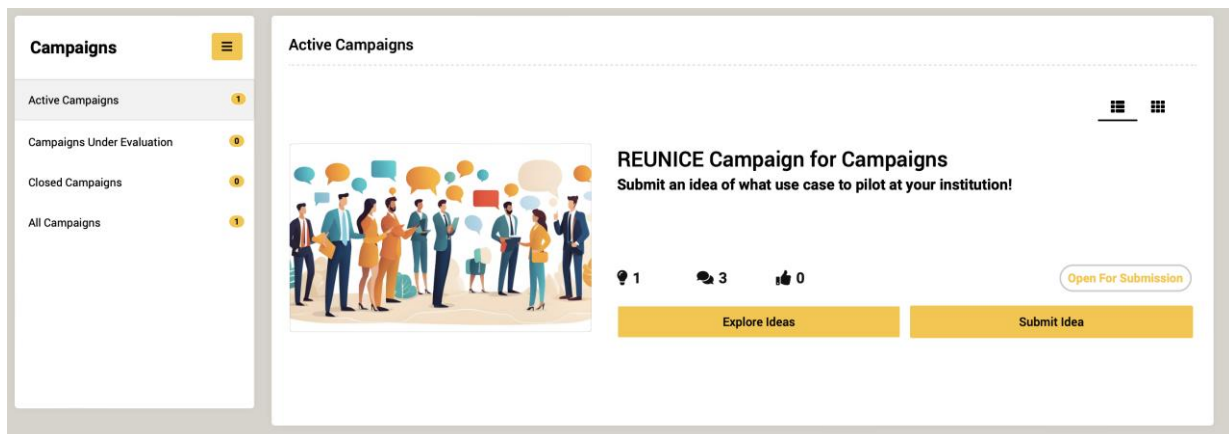 Campaigns
Active Campaigns 1
Campaigns Under Evaluation 0
Closed Campaigns 0
All Campaigns 1
Active Campaigns
REUNICE Campaign for Campaigns
Submit an idea of what use case to pilot at your institution!
1 3 0 Open For Submission
Explore Ideas Submit Idea